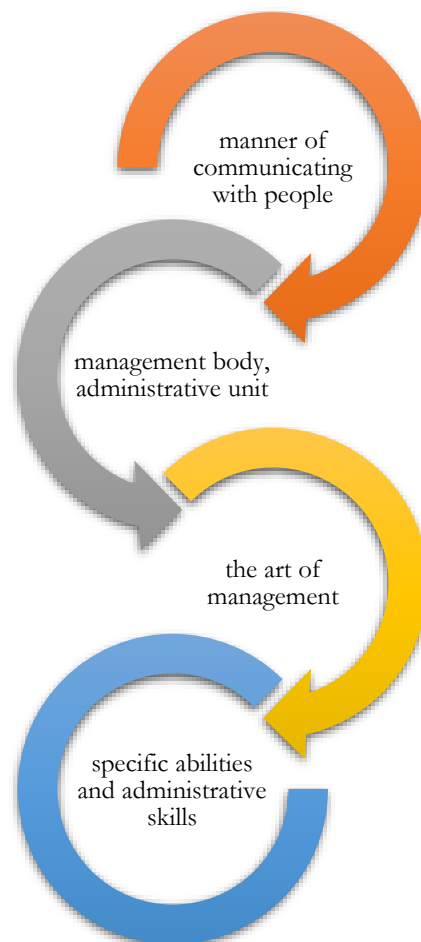 manner of
communicating
with people
management body,
administrative unit
the art of
management
specific abilities
and administrative
skills